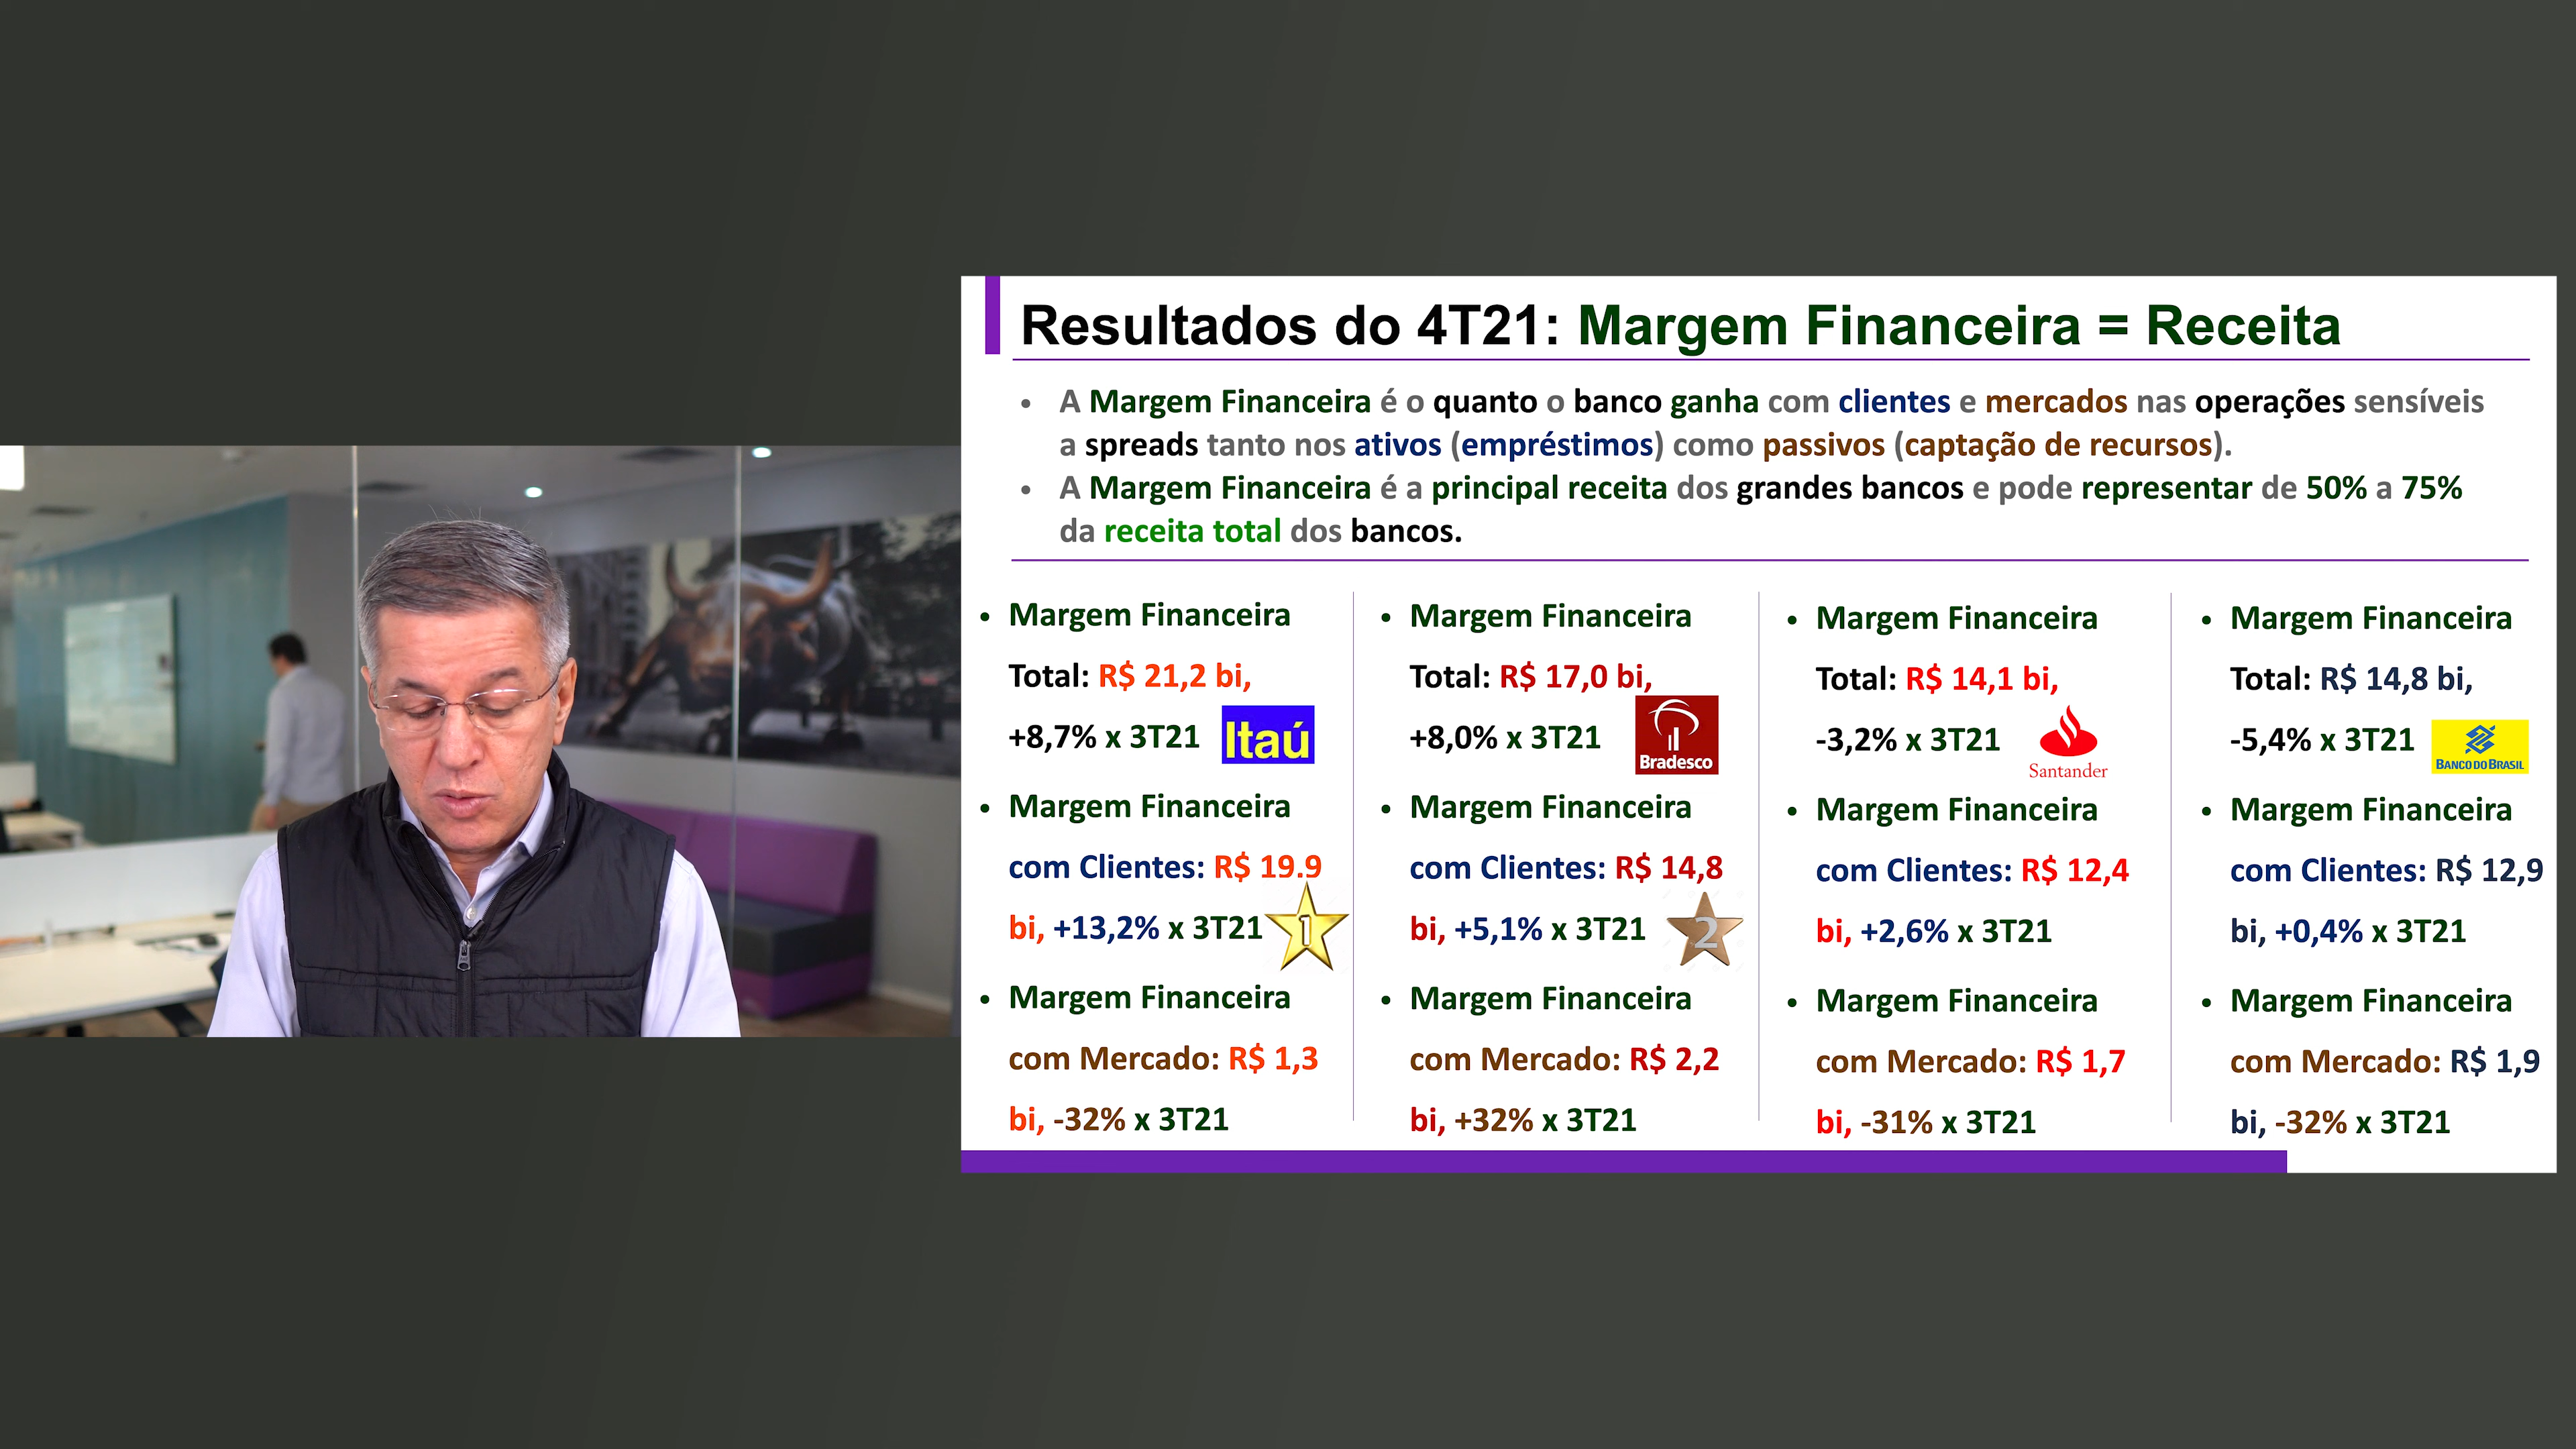 Resultados do 4T21: Margem Financeira = Receita
• A Margem Financeira é o quanto o banco ganha com clientes e mercados nas operações sensíveis
a spreads tanto nos ativos (empréstimos) como passivos (captação de recursos).
• A Margem Financeira é a principal receita dos grandes bancos e pode representar de 50% a 75%
da receita total dos bancos.
• Margem Financeira
Total: R$ 21,2 bi,
+8,7% x 3T21
Itaú
• Margem Financeira
com Clientes: R$ 19.9
bi, +13,2% x 3T21
1
• Margem Financeira
com Mercado: R$ 1,3
bi, -32% x 3T21
• Margem Financeira
Total: R$ 17,0 bi,
+8,0% x 3T21
Bradesco
• Margem Financeira
com Clientes: R$ 14,8
bi, +5,1% x 3T21
2
• Margem Financeira
com Mercado: R$ 2,2
bi, +32% x 3T21
• Margem Financeira
Total: R$ 14,1 bi,
-3,2% x 3T21
Santander
• Margem Financeira
com Clientes: R$ 12,4
bi, +2,6% x 3T21
• Margem Financeira
com Mercado: R$ 1,7
bi, -31% x 3T21
• Margem Financeira
Total: R$ 14,8 bi,
-5,4% x 3T21
BANCO DO BRASIL
• Margem Financeira
com Clientes: R$ 12,9
bi, +0,4% x 3T21
• Margem Financeira
com Mercado: R$ 1,9
bi, -32% x 3T21